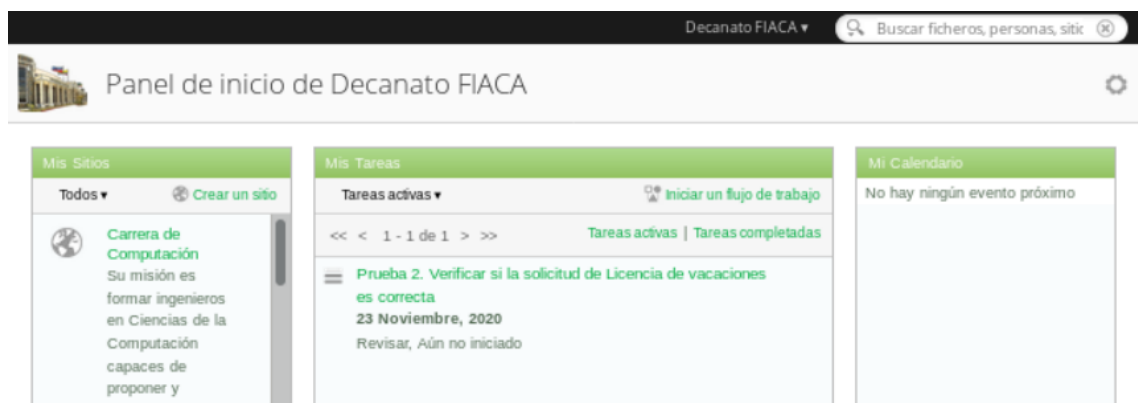 Decanato FIACA ▾
Buscar ficheros, personas, sitic
Panel de inicio de Decanato FIACA
Mis Sitios
Todos ▾ Crear un sitio
Carrera de
Computación
Su misión es
formar ingenieros
en Ciencias de la
Computación
capaces de
proponer y
Mis Tareas
Tareas activas ▾ Iniciar un flujo de trabajo
<< < 1 - 1 de 1 > >> Tareas activas | Tareas completadas
Prueba 2. Verificar si la solicitud de Licencia de vacaciones
es correcta
23 Noviembre, 2020
Revisar, Aún no iniciado
Mi Calendario
No hay ningún evento próximo